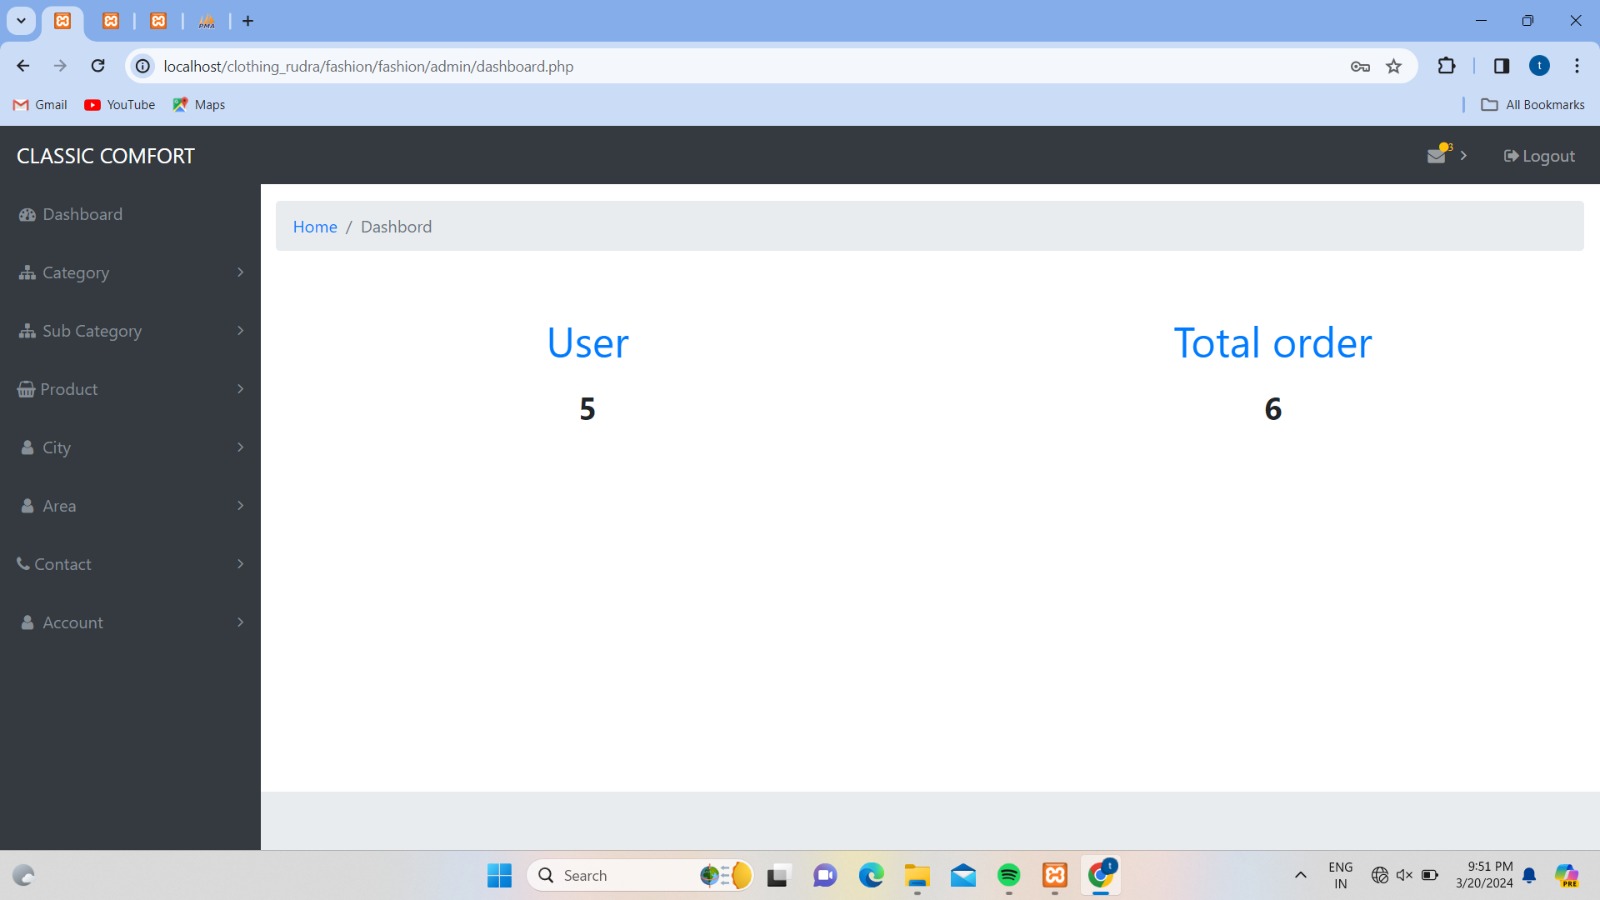 localhost/clothing_rudra/fashion/fashion/admin/dashboard.php
t
Gmail YouTube Maps All Bookmarks
CLASSIC COMFORT 3 Logout
Dashboard
Home / Dashbord
Category
Sub Category
Product
City
Area
Contact
Account
User Total order
5 6
Search
PMA
t
ENG
IN
9:51 PM
3/20/2024
PRE